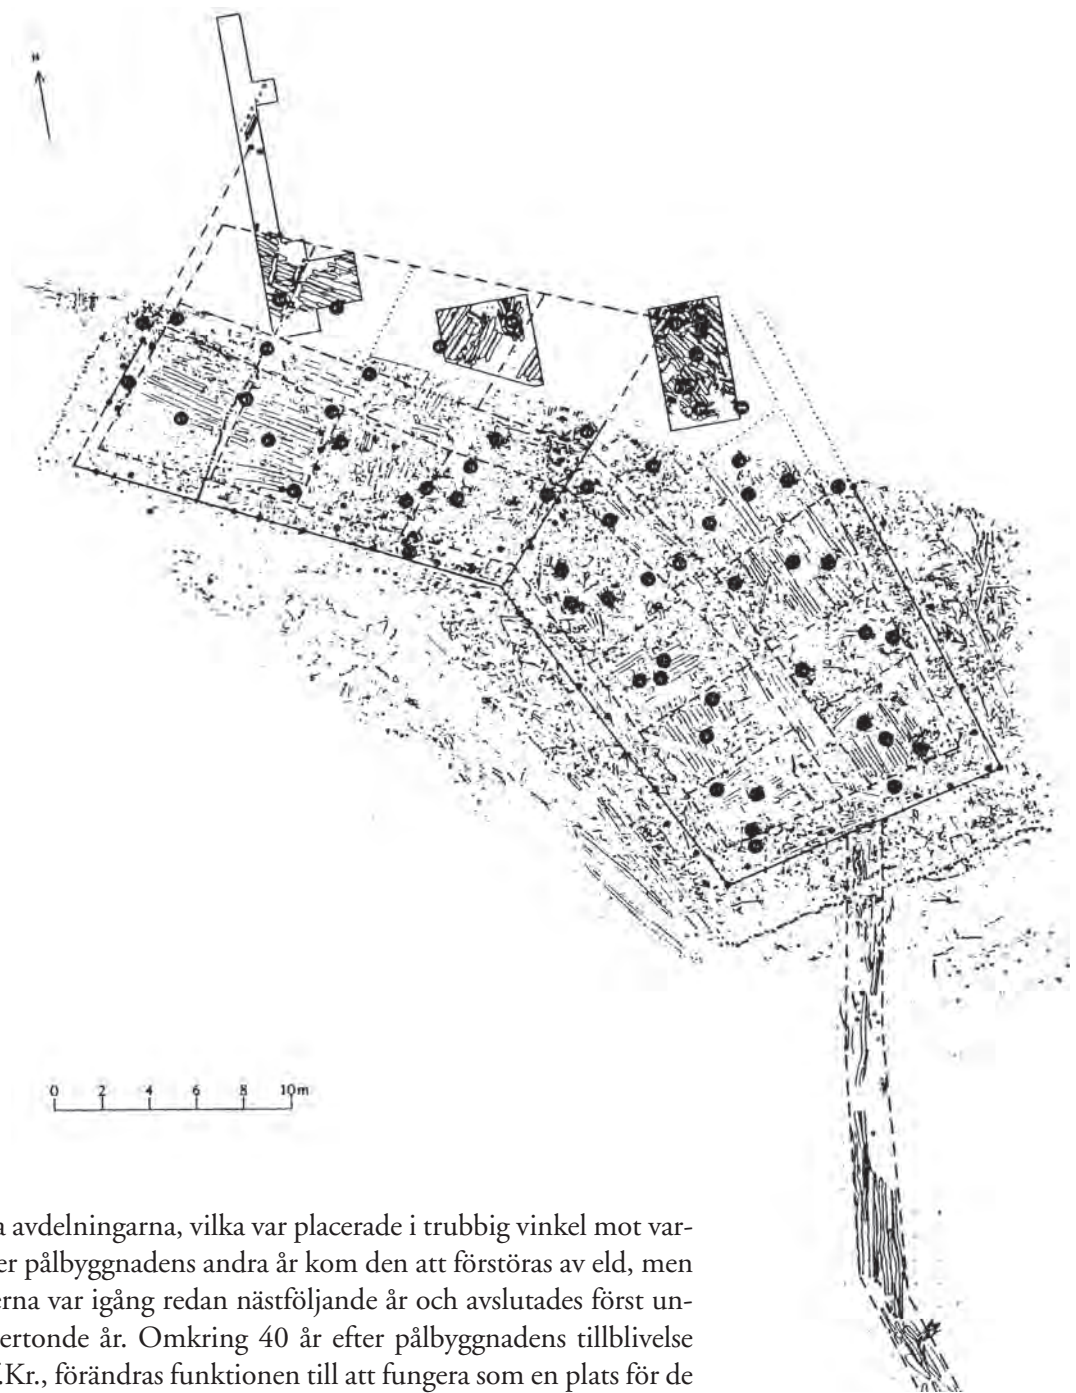 N
0 2 4 6 8 10m
a avdelningarna, vilka var placerade i trubbig vinkel mot var-
er pålbyggnadens andra år kom den att förstöras av eld, men
erna var igång redan nästföljande år och avslutades först un-
ertonde år. Omkring 40 år efter pålbyggnadens tillblivelse
f.Kr., förändras funktionen till att fungera som en plats för de